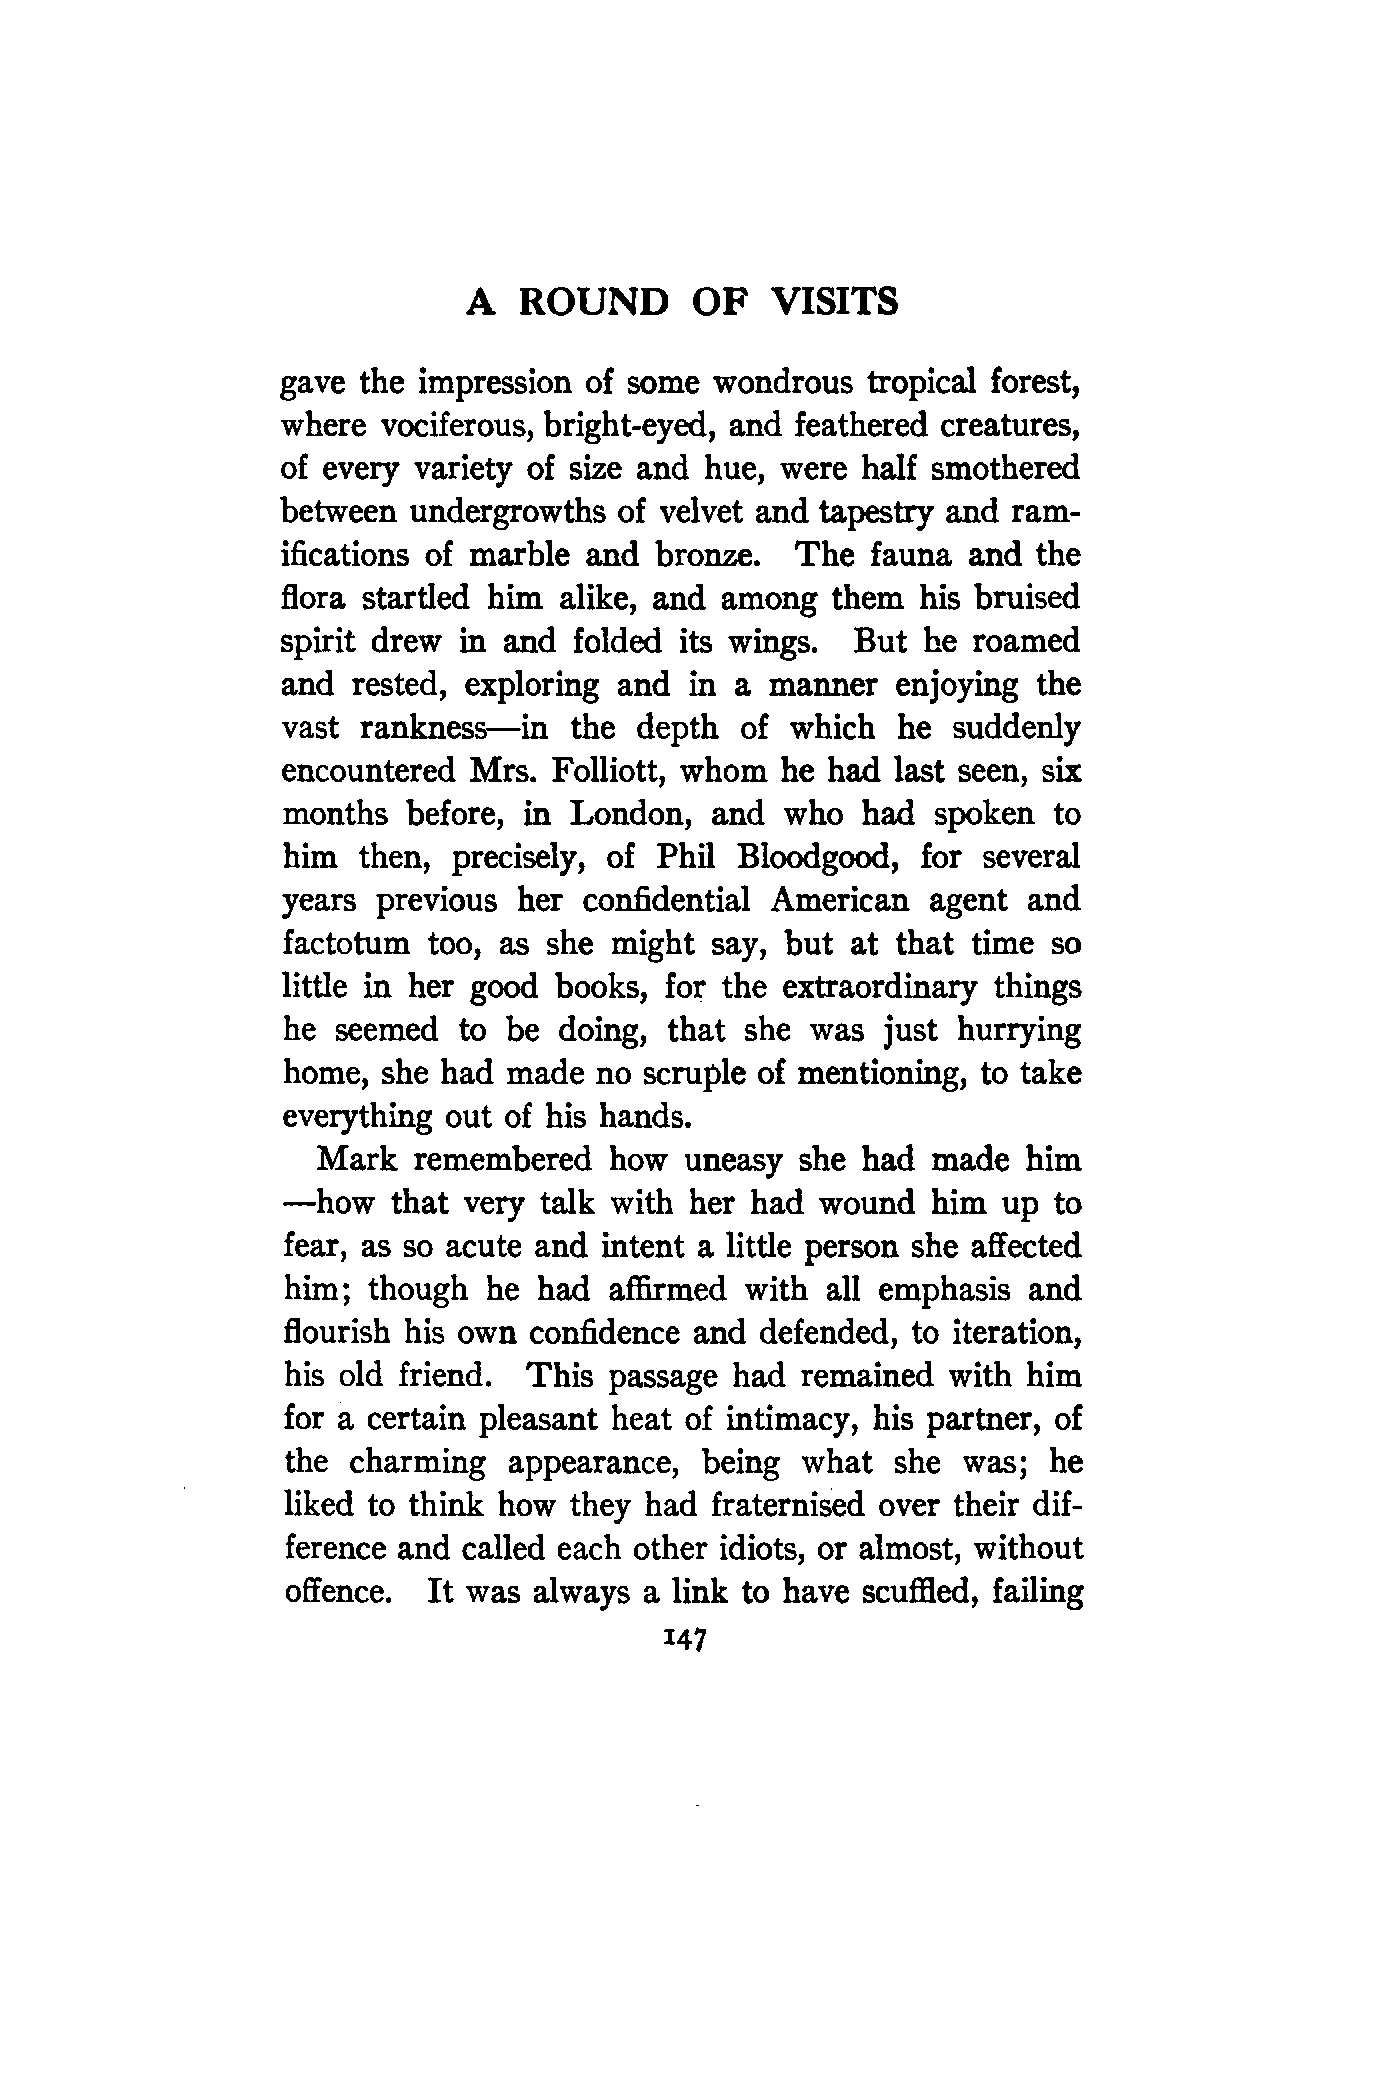 A ROUND OF VISITS
gave the impression of some wondrous tropical forest,
where vociferous, bright-eyed, and feathered creatures,
of every variety of size and hue, were half smothered
between undergrowths of velvet and tapestry and ram-
ifications of marble and bronze. The fauna and the
flora startled him alike, and among them his bruised
spirit drew in and folded its wings. But he roamed
and rested, exploring and in a manner enjoying the
vast rankness—in the depth of which he suddenly
encountered Mrs. Folliott, whom he had last seen, six
months before, in London, and who had spoken to
him then, precisely, of Phil Bloodgood, for several
years previous her confidential American agent and
factotum too, as she might say, but at that time so
little in her good books, for the extraordinary things
he seemed to be doing, that she was just hurrying
home, she had made no scruple of mentioning, to take
everything out of his hands.
Mark remembered how uneasy she had made him
—how that very talk with her had wound him up to
fear, as so acute and intent a little person she affected
him; though he had affirmed with all emphasis and
flourish his own confidence and defended, to iteration,
his old friend. This passage had remained with him
for a certain pleasant heat of intimacy, his partner, of
the charming appearance, being what she was; he
liked to think how they had fraternised over their dif-
ference and called each other idiots, or almost, without
offence. It was always a link to have scuffled, failing
147